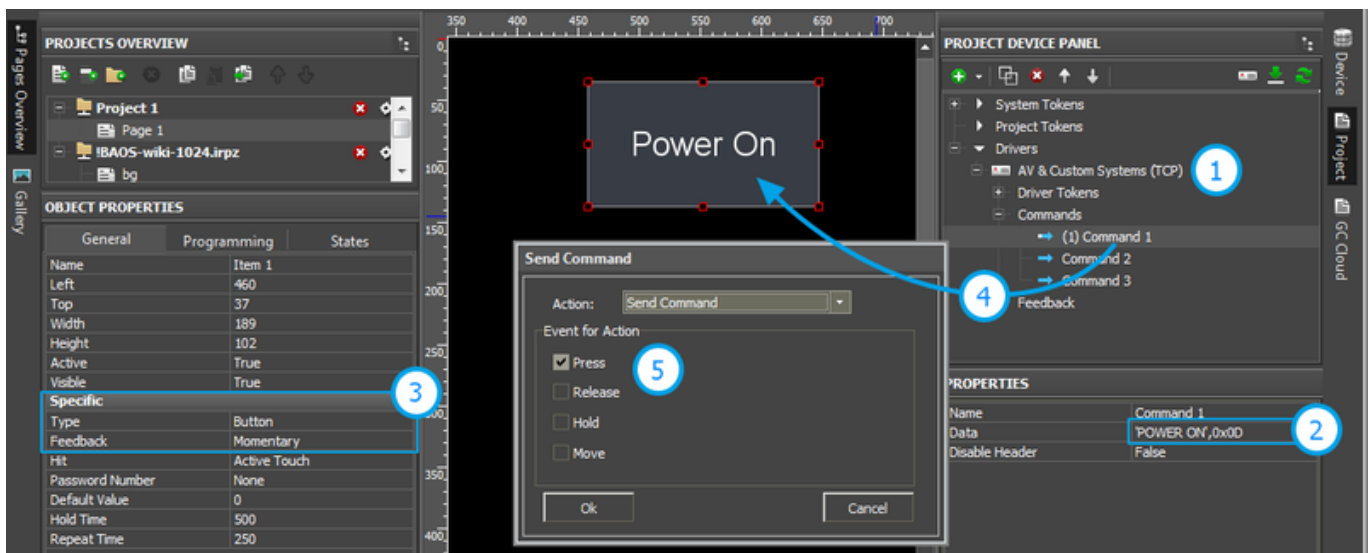 Pages Overview
Gallery
PROJECTS OVERVIEW
Project 1
Page 1
!BAOS-wiki-1024.irpz
bg
OBJECT PROPERTIES
General Programming States
Name Item 1
Left 460
Top 37
Width 189
Height 102
Active True
Visible True
Specific
Type Button
Feedback Momentary
Hit Active Touch
Password Number None
Default Value 0
Hold Time 500
Repeat Time 250
3
350 400 450 500 550 600 650 700
0
50
100
150
200
250
300
350
400
Power On
Send Command
Action: Send Command
Event for Action
Press
Release
Hold
Move
5
Ok Cancel
4
PROJECT DEVICE PANEL
System Tokens
Project Tokens
Drivers
AV & Custom Systems (TCP)
1
Driver Tokens
Commands
(1) Command 1
Command 2
Command 3
Feedback
PROPERTIES
Name Command 1
Data 'POWER ON',0x0D
2
Disable Header False
Device
Project
GC Cloud